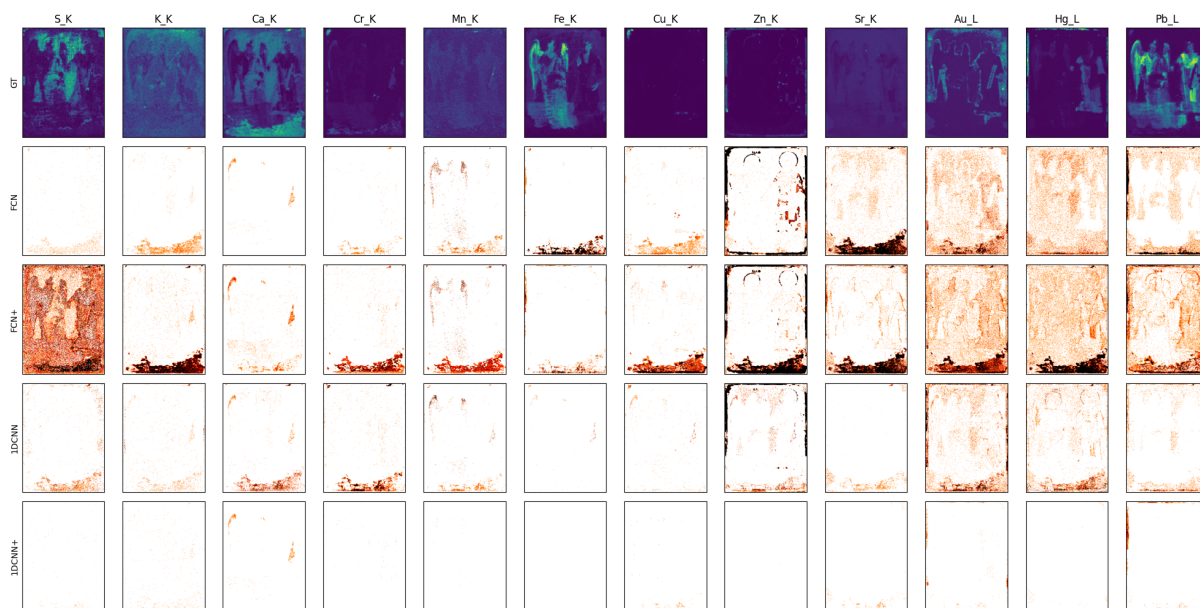 S_K K_K Ca_K Cr_K Mn_K Fe_K Cu_K Zn_K Sr_K Au_L Hg_L Pb_L
GT
FCN
FCN+
1DCNN
1DCNN+